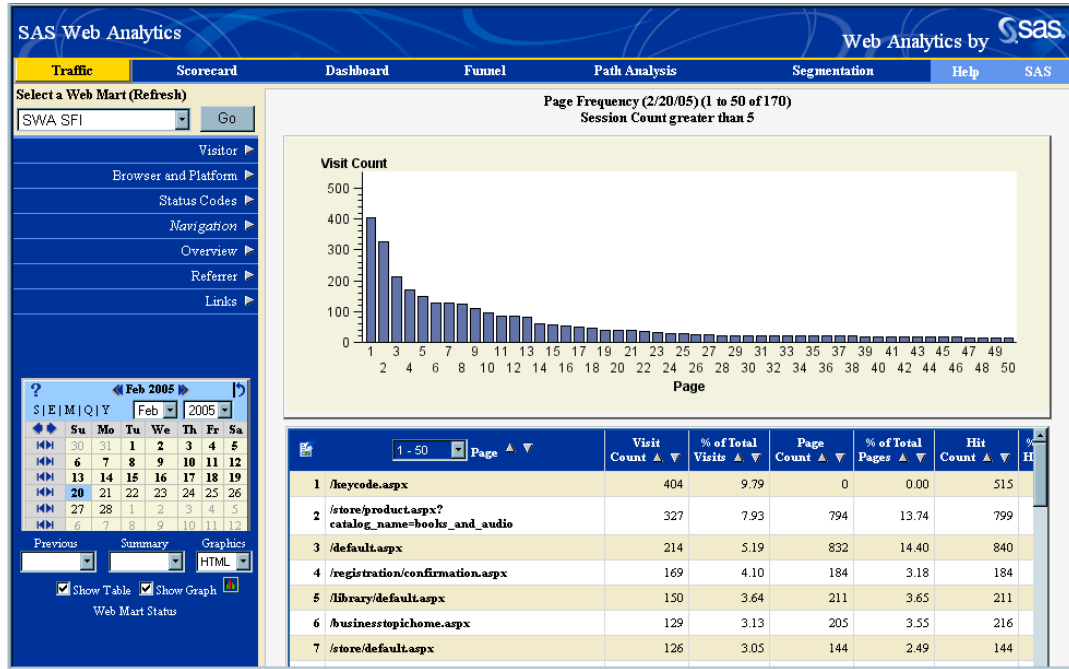 SAS Web Analytics
Web Analytics by sas.
Traffic Scorecard Dashboard Funnel Path Analysis Segmentation Help SAS
Select a Web Mart (Refresh)
SWA SFI Go
Visitor
Browser and Platform
Status Codes
Navigation
Overview
Referrer
Links
? Feb 2005
S | E | M | Q | Y Feb 2005
Su Mo Tu We Th Fr Sa
30 31 1 2 3 4 5
6 7 8 9 10 11 12
13 14 15 16 17 18 19
20 21 22 23 24 25 26
27 28 1 2 3 4 5
6 7 8 9 10 11 12
Previous Summary Graphics
HTML
Show Table Show Graph
Web Mart Status
Page Frequency (2/20/05) (1 to 50 of 170)
Session Count greater than 5
Visit Count
500
400
300
200
100
0
1 3 5 7 9 11 13 15 17 19 21 23 25 27 29 31 33 35 37 39 41 43 45 47 49
2 4 6 8 10 12 14 16 18 20 22 24 26 28 30 32 34 36 38 40 42 44 46 48 50
Page
1 - 50 Page Visit Count % of Total Visits Page Count % of Total Pages Hit Count % H
1 /keycode.aspx 404 9.79 0 0.00 515
2 /store/product.aspx?
catalog_name=books_and_audio 327 7.93 794 13.74 799
3 /default.aspx 214 5.19 832 14.40 840
4 /registration/confirmation.aspx 169 4.10 184 3.18 184
5 /library/default.aspx 150 3.64 211 3.65 211
6 /businesstopichome.aspx 129 3.13 205 3.55 216
7 /store/default.aspx 126 3.05 144 2.49 144